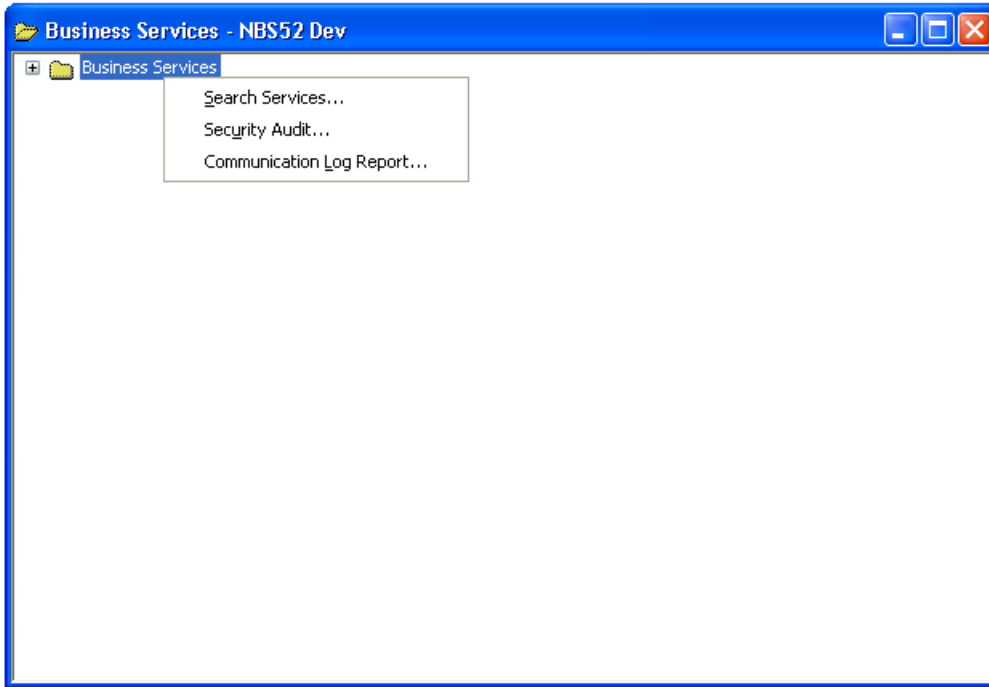 Business Services - NBS52 Dev
Business Services
Search Services...
Security Audit...
Communication Log Report...